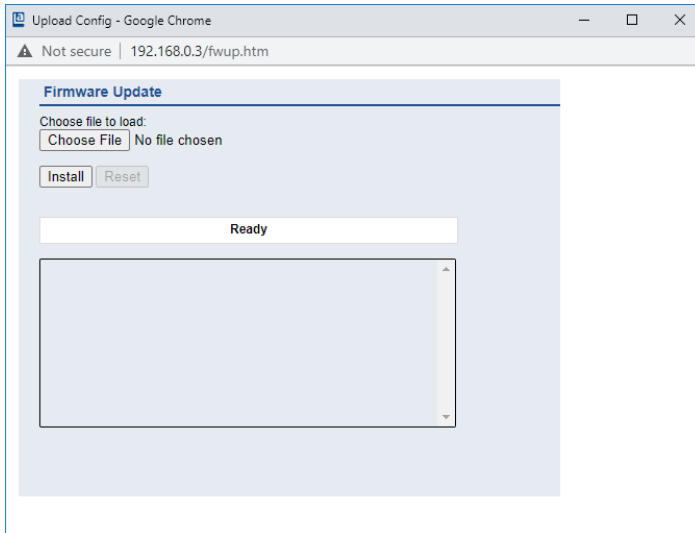 Upload Config - Google Chrome
Not secure | 192.168.0.3/fwup.htm
Firmware Update
Choose file to load:
Choose File No file chosen
Install Reset
Ready